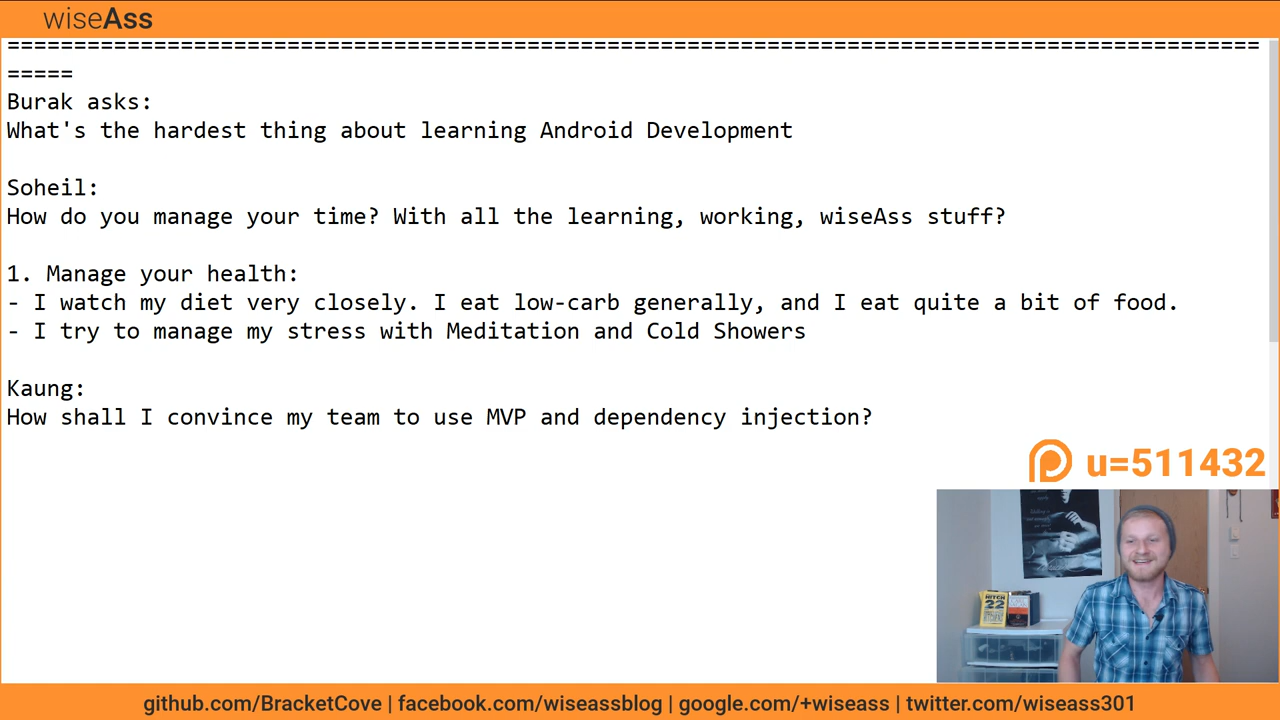 wiseAss
==============================================================================================
=====
Burak asks:
What's the hardest thing about learning Android Development
Soheil:
How do you manage your time? With all the learning, working, wiseAss stuff?
1. Manage your health:
- I watch my diet very closely. I eat low-carb generally, and I eat quite a bit of food.
- I try to manage my stress with Meditation and Cold Showers
Kaung:
How shall I convince my team to use MVP and dependency injection?
u=511432
HITCH
22
github.com/BracketCove | facebook.com/wiseassblog | google.com/+wiseass | twitter.com/wiseass301